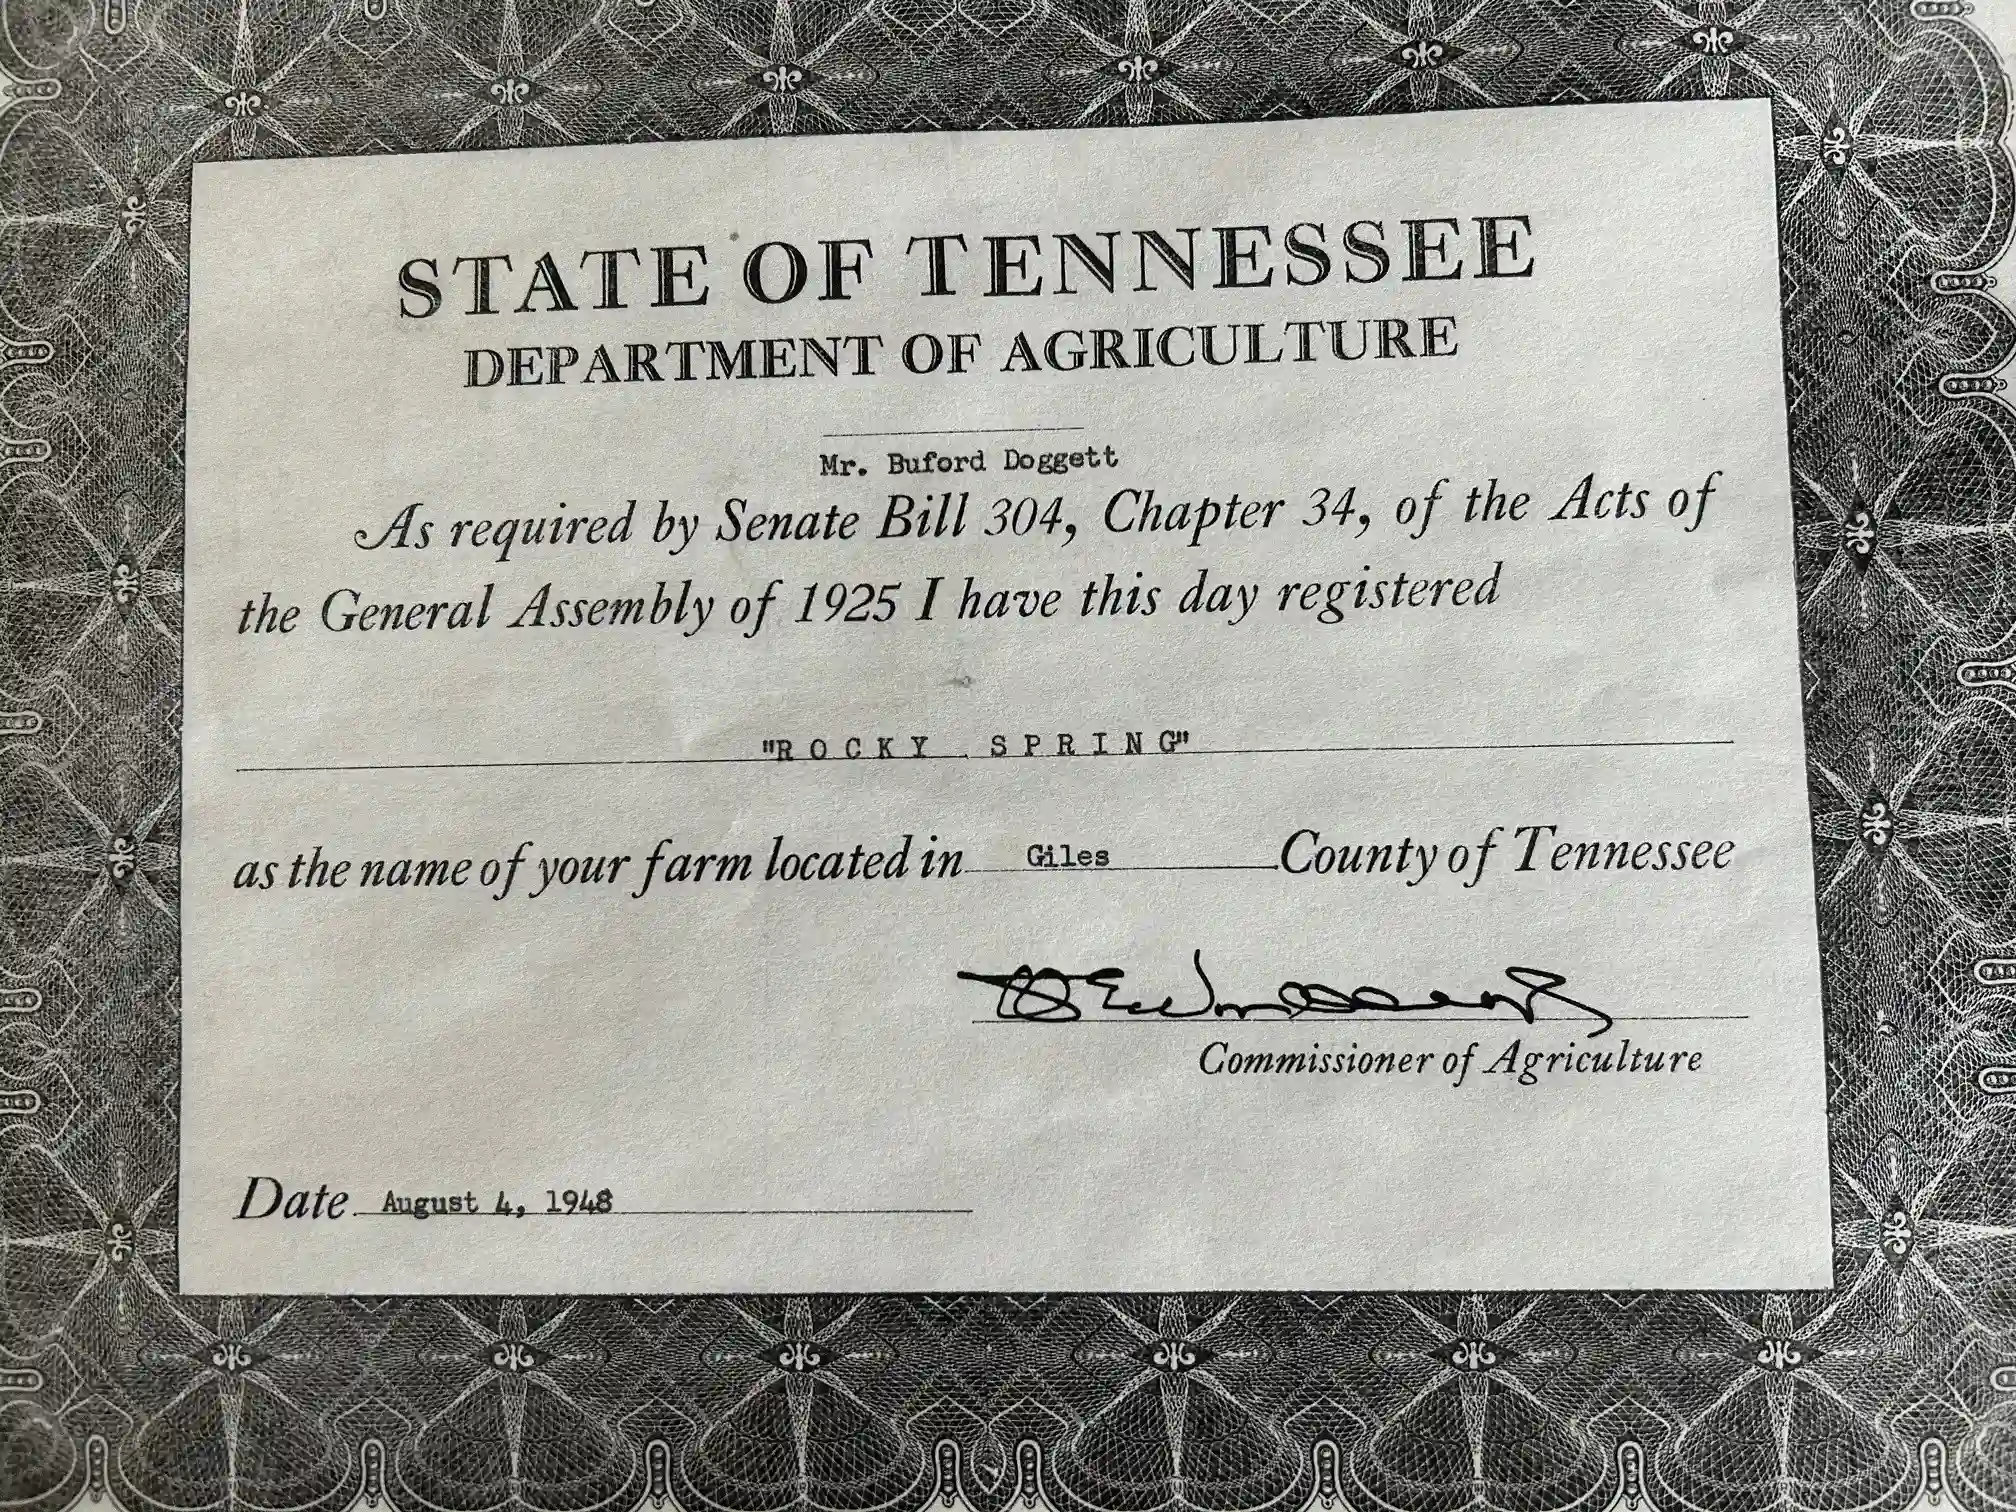 STATE OF TENNESSEE
DEPARTMENT OF AGRICULTURE
Mr. Buford Doggett
As required by Senate Bill 304, Chapter 34, of the Acts of
the General Assembly of 1925 I have this day registered
"ROCKY SPRING"
as the name of your farm located in Giles County of Tennessee
Commissioner of Agriculture
Date August 4, 1948